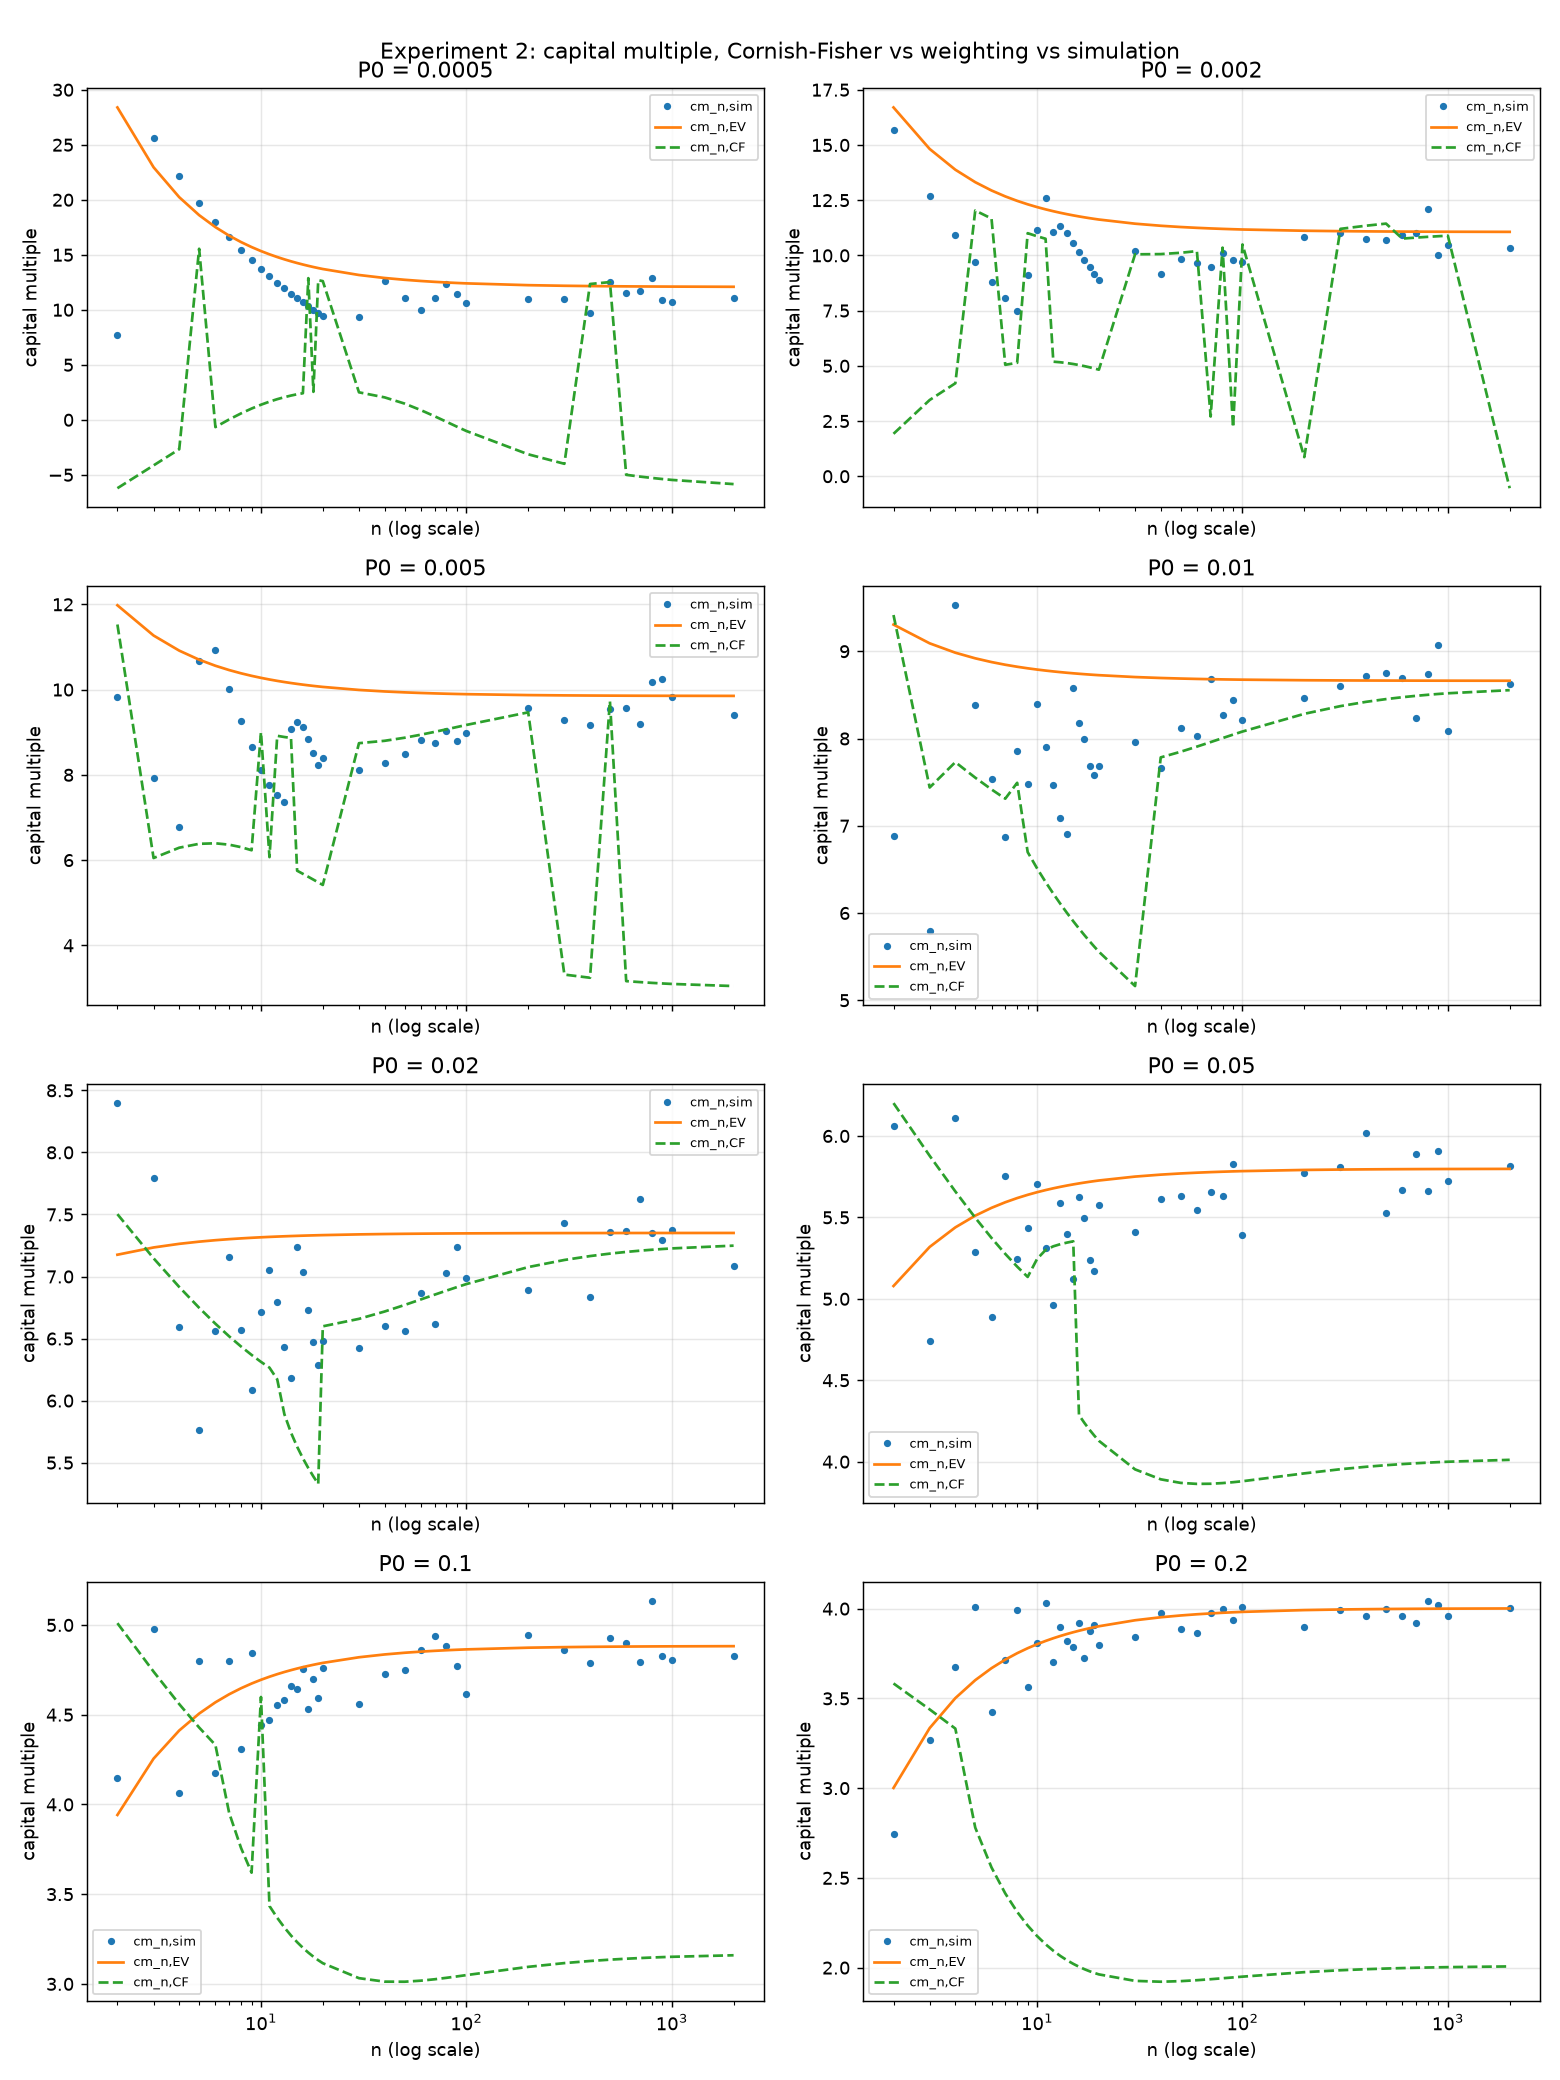 Experiment 2: capital multiple, Cornish-Fisher vs weighting vs simulation
P0 = 0.0005
30
25
20
15
10
5
0
−5
capital multiple
cm_n,sim
cm_n,EV
cm_n,CF
n (log scale)
P0 = 0.002
17.5
15.0
12.5
10.0
7.5
5.0
2.5
0.0
capital multiple
cm_n,sim
cm_n,EV
cm_n,CF
n (log scale)
P0 = 0.005
12
10
8
6
4
capital multiple
cm_n,sim
cm_n,EV
cm_n,CF
n (log scale)
P0 = 0.01
9
8
7
6
5
capital multiple
cm_n,sim
cm_n,EV
cm_n,CF
n (log scale)
P0 = 0.02
8.5
8.0
7.5
7.0
6.5
6.0
5.5
capital multiple
cm_n,sim
cm_n,EV
cm_n,CF
n (log scale)
P0 = 0.05
6.0
5.5
5.0
4.5
4.0
capital multiple
cm_n,sim
cm_n,EV
cm_n,CF
n (log scale)
P0 = 0.1
5.0
4.5
4.0
3.5
3.0
capital multiple
cm_n,sim
cm_n,EV
cm_n,CF
10¹ 10² 10³
n (log scale)
P0 = 0.2
4.0
3.5
3.0
2.5
2.0
capital multiple
cm_n,sim
cm_n,EV
cm_n,CF
10¹ 10² 10³
n (log scale)